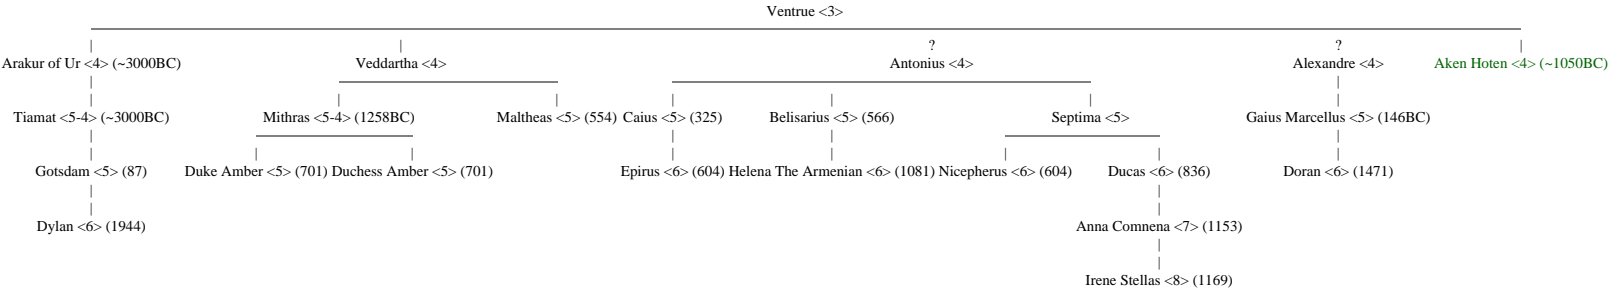 Ventrue <3>
? ?
Arakur of Ur <4> (~3000BC) Veddartha <4> Antonius <4> Alexandre <4> Aken Hoten <4> (~1050BC)
Tiamat <5-4> (~3000BC) Mithras <5-4> (1258BC) Maltheas <5> (554) Caius <5> (325) Belisarius <5> (566) Septima <5> Gaius Marcellus <5> (146BC)
Gotsdam <5> (87) Duke Amber <5> (701) Duchess Amber <5> (701) Epirus <6> (604) Helena The Armenian <6> (1081) Nicepherus <6> (604) Ducas <6> (836) Doran <6> (1471)
Dylan <6> (1944) Anna Comnena <7> (1153)
Irene Stellas <8> (1169)